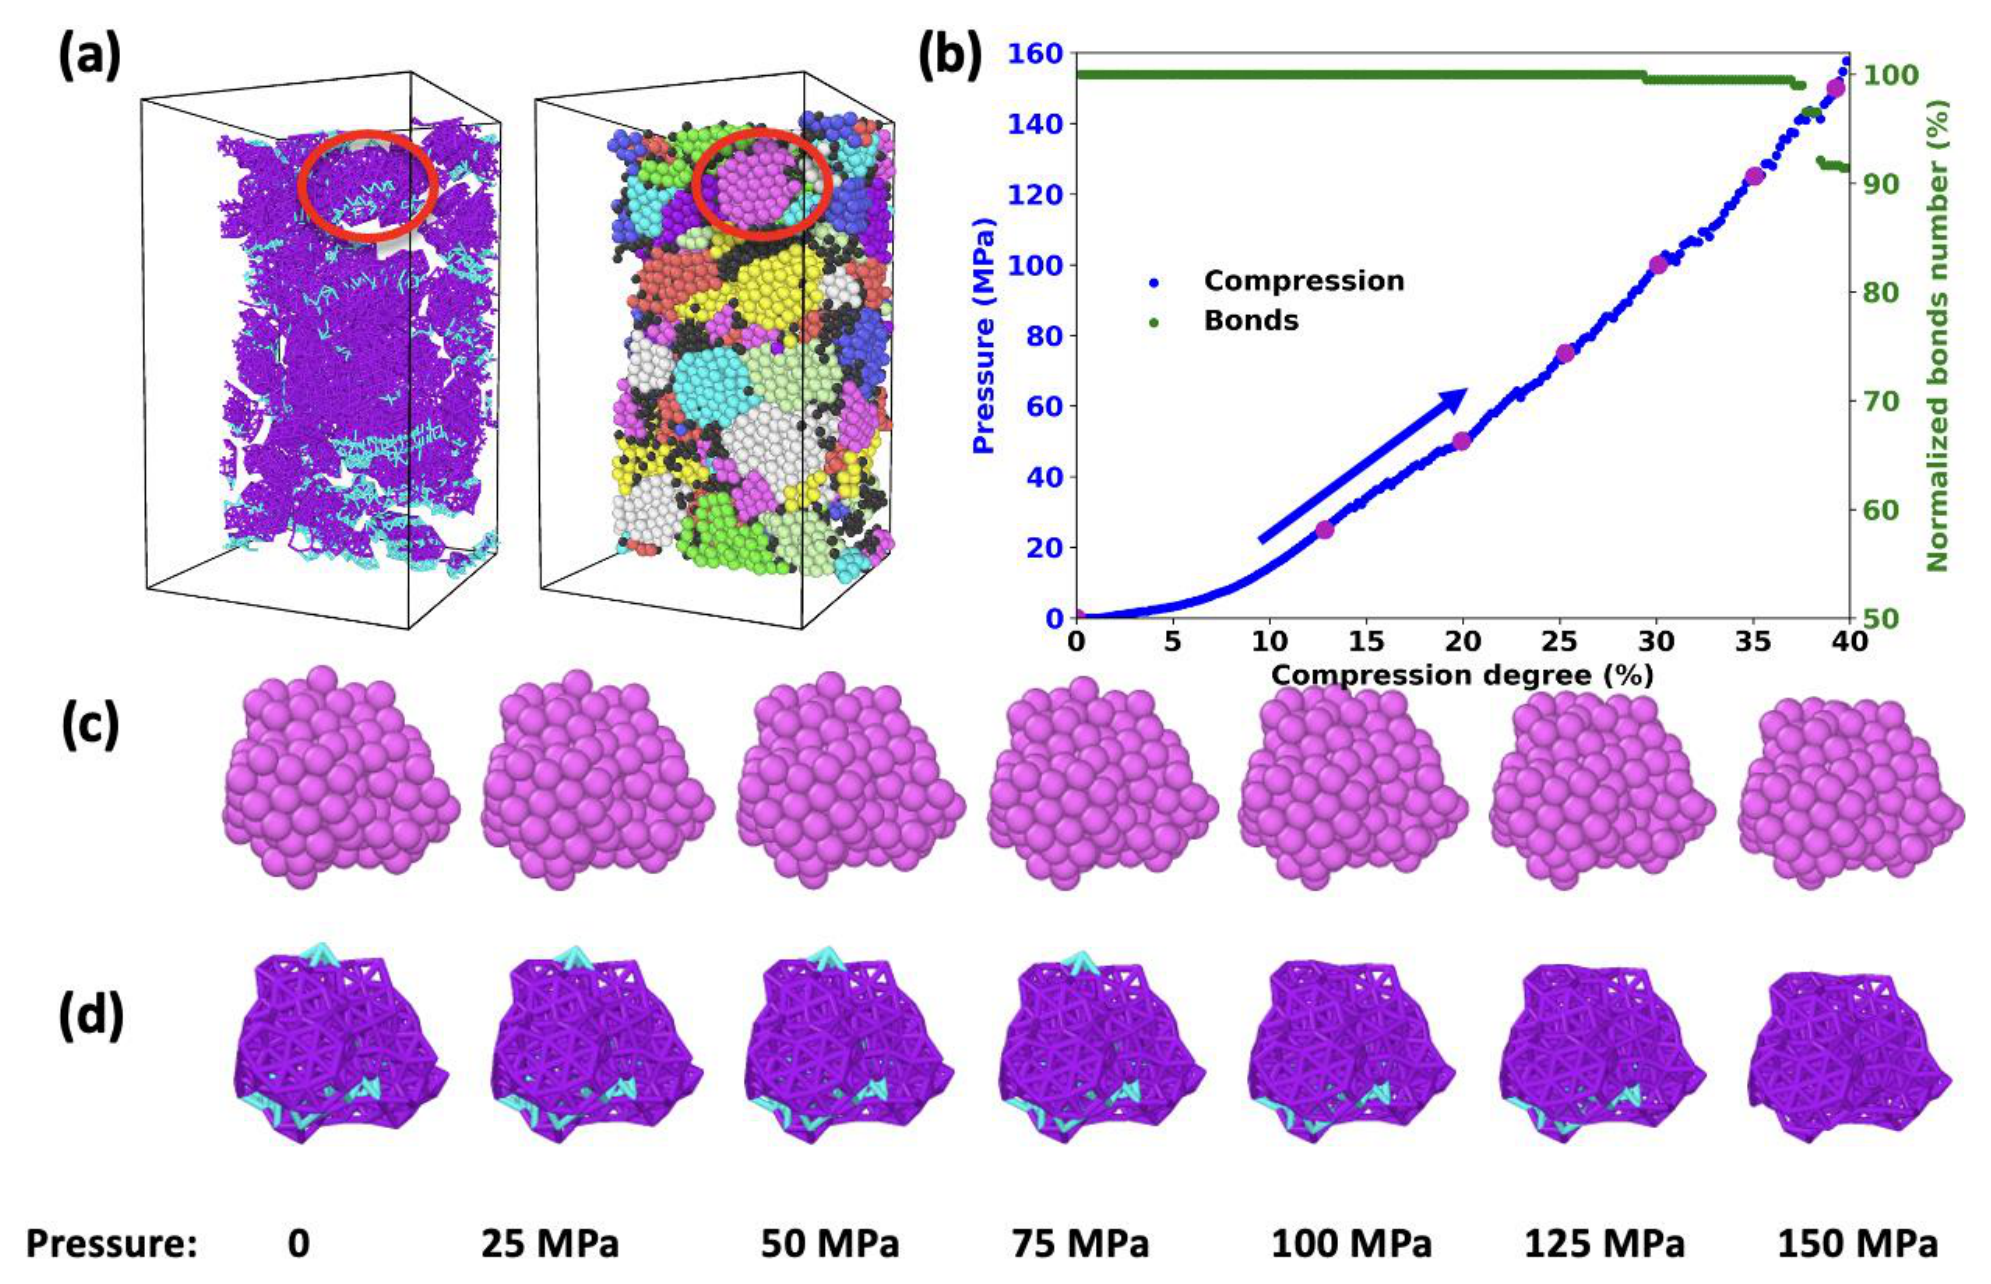 (a)
(b)
160
140
120
100
80
60
40
20
0
Pressure (MPa)
Compression
Bonds
100
90
80
70
60
50
Normalized bonds number (%)
0 5 10 15 20 25 30 35 40
Compression degree (%)
(c)
(d)
Pressure: 0 25 MPa 50 MPa 75 MPa 100 MPa 125 MPa 150 MPa